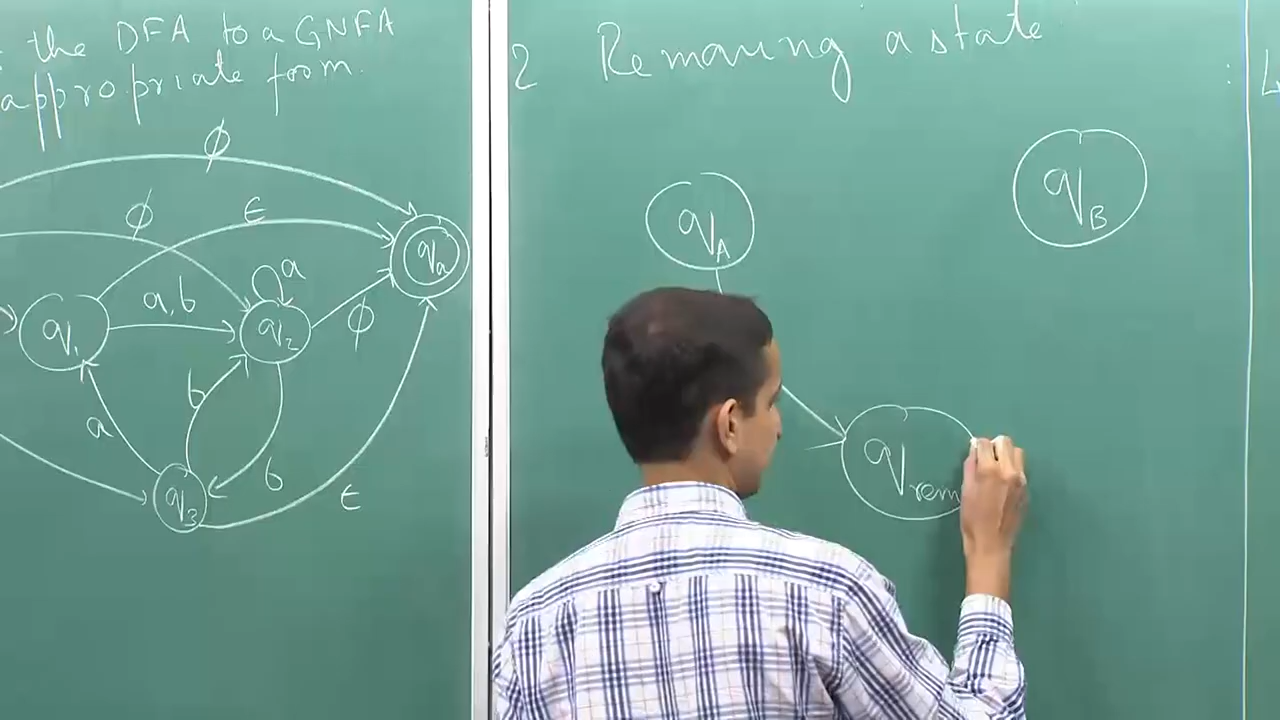 the DFA to a GNFA
appropriate form.
ϕ
ϕ
ϵ
qa
a
a,b
q1
q2
ϕ
b
a
b
q3
ϵ
2 Removing a state
:
qA
qB
qrem